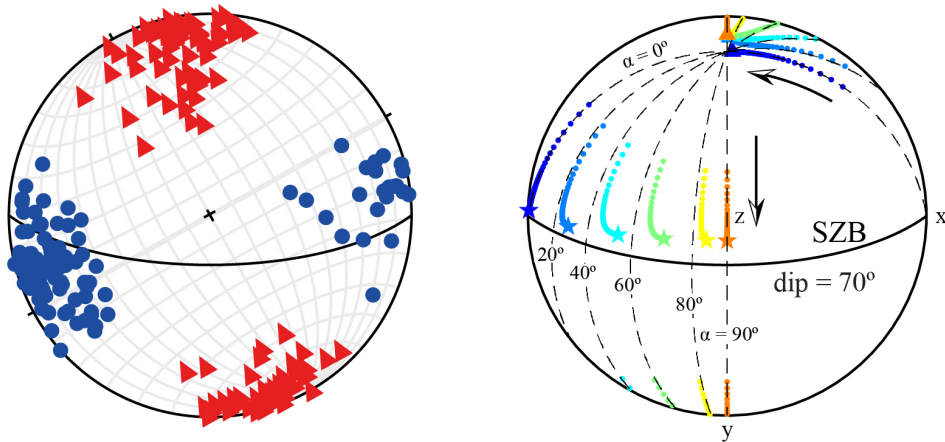 α = 0º
z
x
SZB
20º
40º
60º
80º
dip = 70º
α = 90º
y